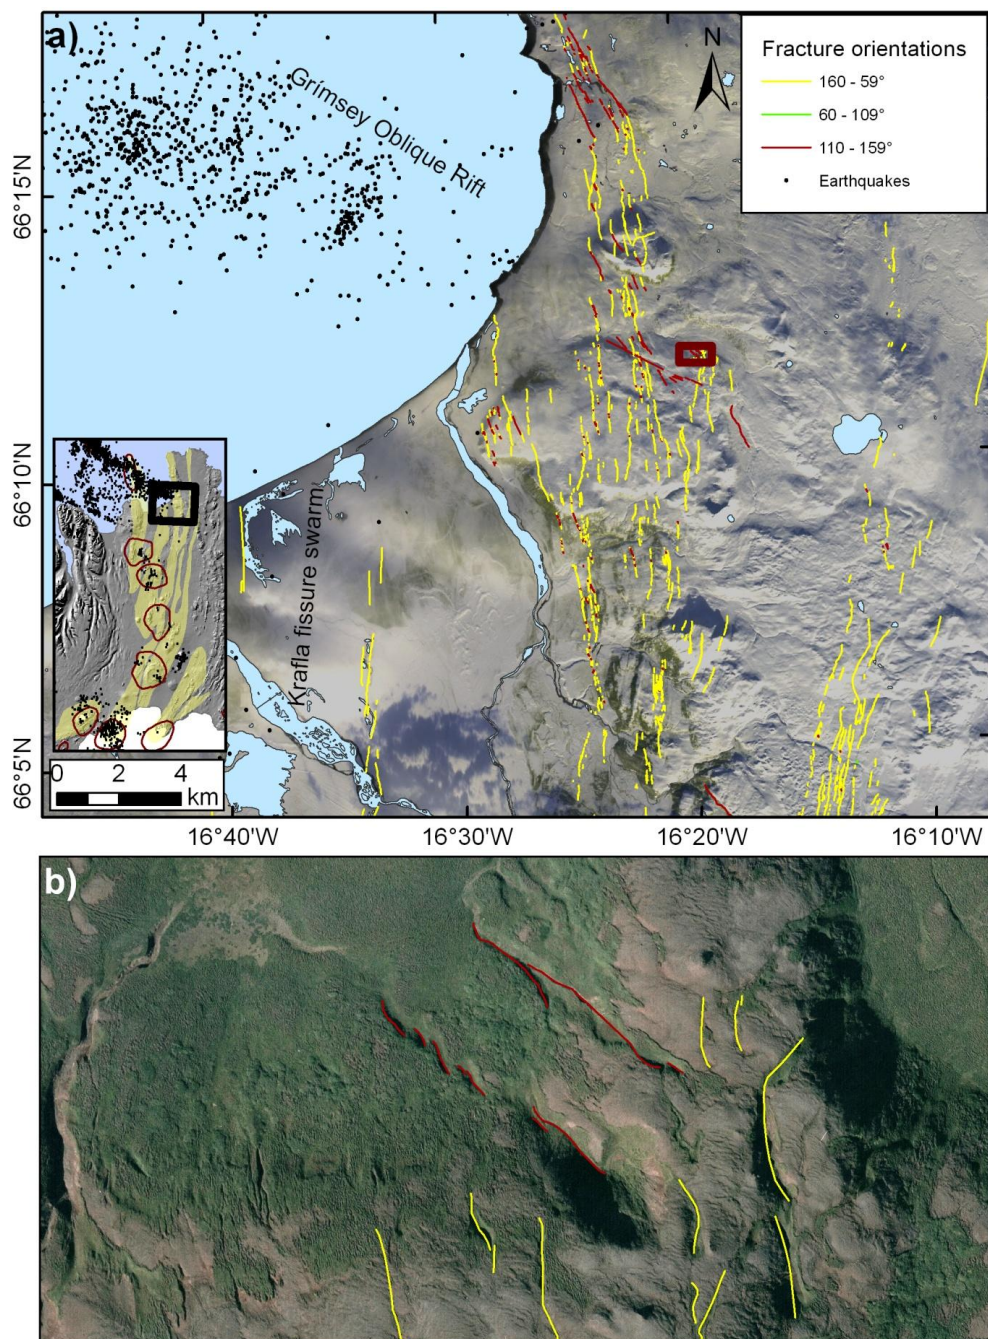 a)
N
Fracture orientations
160 - 59°
60 - 109°
110 - 159°
Earthquakes
Grímsey Oblique Rift
66°15'N
66°10'N
Krafla fissure swarm
66°5'N
0 2 4
km
16°40'W 16°30'W 16°20'W 16°10'W
b)